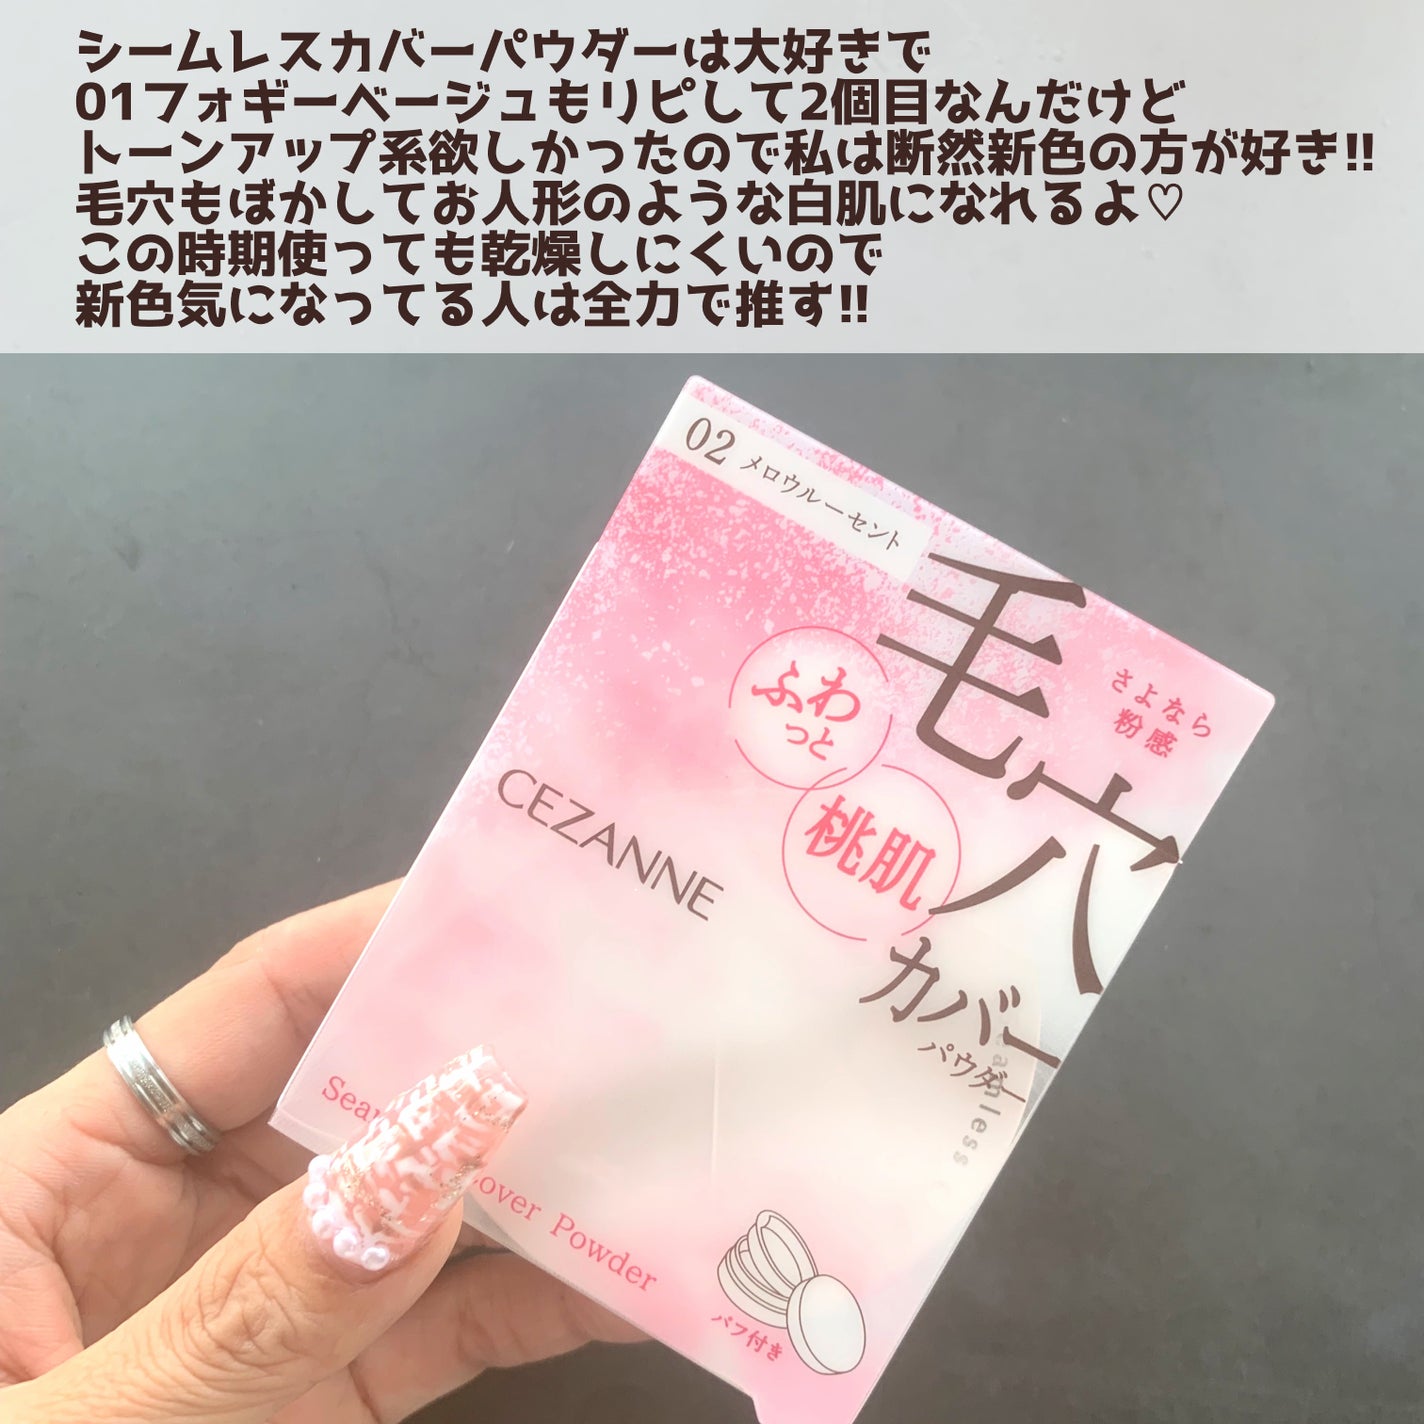 シームレスカバーパウダーは大好きで
01フォギーベージュもリピして2個目なんだけど
トーンアップ系欲しかったので私は断然新色の方が好き!!
毛穴もぼかしてお人形のような白肌になれるよ♡
この時期使っても乾燥しにくいので
新色気になってる人は全力で推す!!
02 メロウルーセント
毛穴
カバー
パウダー
さよなら
粉感
ふわ
っと
桃肌
CEZANNE
Cover Powder
パフ付き